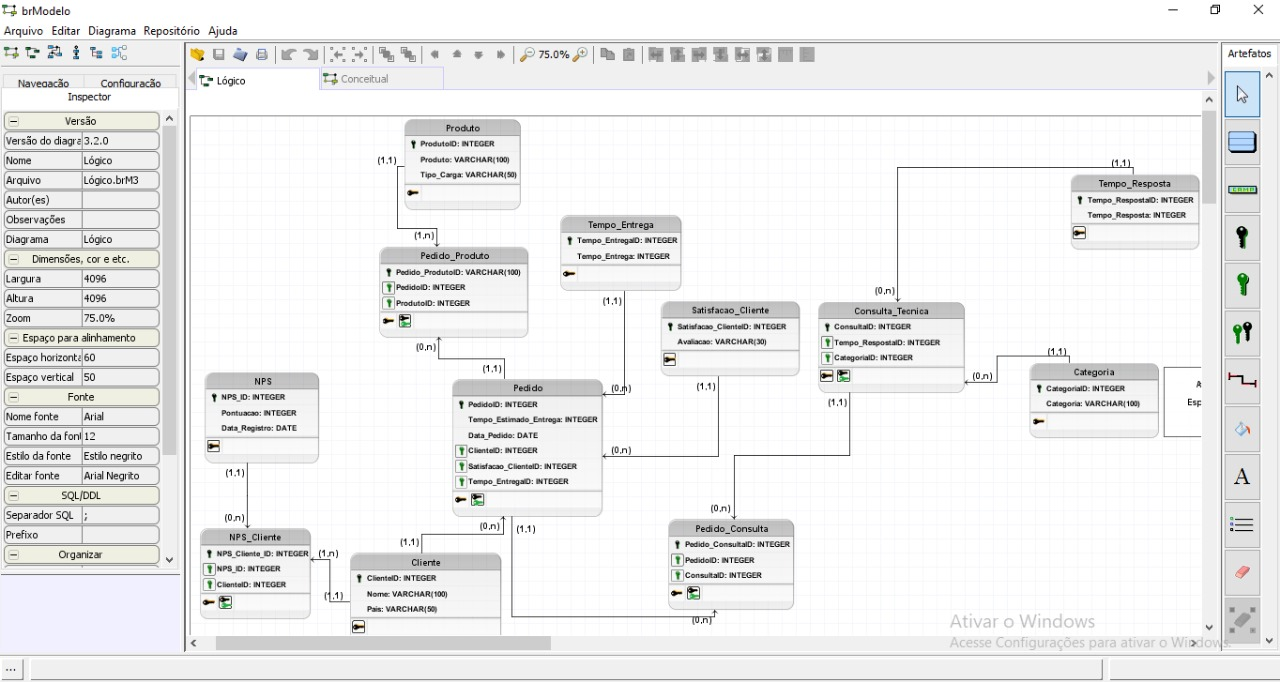 brModelo
Arquivo Editar Diagrama Repositório Ajuda
75.0%
Artefatos
Navegação Configuração
Inspector
Lógico
Conceitual
Versão
Versão do diagra 3.2.0
Nome Lógico
Arquivo Lógico.brM3
Autor(es)
Observações
Diagrama Lógico
Dimensões, cor e etc.
Largura 4096
Altura 4096
Zoom 75.0%
Espaço para alinhamento
Espaço horizonta 60
Espaço vertical 50
Fonte
Nome fonte Arial
Tamanho da font 12
Estilo da fonte Estilo negrito
Editar fonte Arial Negrito
SQL/DDL
Separador SQL ;
Prefixo
Organizar
Produto
ProdutoID: INTEGER
Produto: VARCHAR(100)
Tipo_Carga: VARCHAR(50)
(1,1)
(1,n)
Pedido_Produto
Pedido_ProdutoID: VARCHAR(100)
PedidoID: INTEGER
ProdutoID: INTEGER
(0,n)
(1,1)
Tempo_Entrega
Tempo_EntregaID: INTEGER
Tempo_Entrega: INTEGER
(1,1)
(0,n)
Satisfacao_Cliente
Satisfacao_ClienteID: INTEGER
Avaliacao: VARCHAR(30)
(1,1)
(0,n)
Tempo_Resposta
Tempo_RespostaID: INTEGER
Tempo_Resposta: INTEGER
(1,1)
(0,n)
Consulta_Tecnica
ConsultaID: INTEGER
Tempo_RespostaID: INTEGER
CategoriaID: INTEGER
(1,1)
(0,n)
(1,1)
Categoria
CategoriaID: INTEGER
Categoria: VARCHAR(100)
A
Esp
NPS
NPS_ID: INTEGER
Pontuacao: INTEGER
Data_Registro: DATE
(1,1)
(0,n)
Pedido
PedidoID: INTEGER
Tempo_Estimado_Entrega: INTEGER
Data_Pedido: DATE
ClienteID: INTEGER
Satisfacao_ClienteID: INTEGER
Tempo_EntregaID: INTEGER
(0,n)
(1,1)
(1,1)
NPS_Cliente
NPS_Cliente_ID: INTEGER
NPS_ID: INTEGER
ClienteID: INTEGER
(1,n)
(1,1)
Cliente
ClienteID: INTEGER
Nome: VARCHAR(100)
Pais: VARCHAR(50)
(0,n)
Pedido_Consulta
Pedido_ConsultaID: INTEGER
PedidoID: INTEGER
ConsultaID: INTEGER
(0,n)
A
Ativar o Windows
Acesse Configurações para ativar o Windows.
...